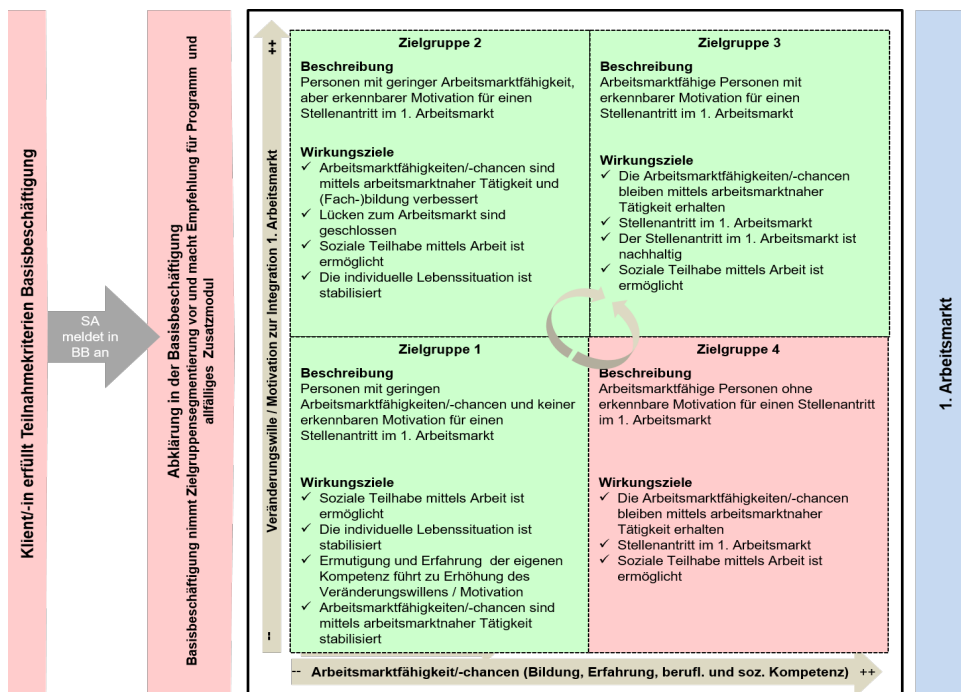 Klient/-in erfüllt Teilnahmekriterien Basisbeschäftigung
SA
meldet in
BB an
Abklärung in der Basisbeschäftigung
Basisbeschäftigung nimmt Zielgruppensegmentierung vor und macht Empfehlung für Programm und
allfälliges Zusatzmodul
++
Veränderungswille / Motivation zur Integration 1. Arbeitsmarkt
--
Zielgruppe 2
Beschreibung
Personen mit geringer Arbeitsmarktfähigkeit,
aber erkennbarer Motivation für einen
Stellenantritt im 1. Arbeitsmarkt
Wirkungsziele
✓ Arbeitsmarktfähigkeiten/-chancen sind
mittels arbeitsmarktnaher Tätigkeit und
(Fach-)bildung verbessert
✓ Lücken zum Arbeitsmarkt sind
geschlossen
✓ Soziale Teilhabe mittels Arbeit ist
ermöglicht
✓ Die individuelle Lebenssituation ist
stabilisiert
Zielgruppe 3
Beschreibung
Arbeitsmarktfähige Personen mit
erkennbarer Motivation für einen
Stellenantritt im 1. Arbeitsmarkt
Wirkungsziele
✓ Die Arbeitsmarktfähigkeiten/-chancen
bleiben mittels arbeitsmarktnaher
Tätigkeit erhalten
✓ Stellenantritt im 1. Arbeitsmarkt
✓ Der Stellenantritt im 1. Arbeitsmarkt ist
nachhaltig
✓ Soziale Teilhabe mittels Arbeit ist
ermöglicht
Zielgruppe 1
Beschreibung
Personen mit geringen
Arbeitsmarktfähigkeiten/-chancen und keiner
erkennbaren Motivation für einen
Stellenantritt im 1. Arbeitsmarkt
Wirkungsziele
✓ Soziale Teilhabe mittels Arbeit ist
ermöglicht
✓ Die individuelle Lebenssituation ist
stabilisiert
✓ Ermutigung und Erfahrung der eigenen
Kompetenz führt zu Erhöhung des
Veränderungswillens / Motivation
✓ Arbeitsmarktfähigkeiten/-chancen sind
mittels arbeitsmarktnaher Tätigkeit
stabilisiert
Zielgruppe 4
Beschreibung
Arbeitsmarktfähige Personen ohne
erkennbare Motivation für einen Stellenantritt
im 1. Arbeitsmarkt
Wirkungsziele
✓ Die Arbeitsmarktfähigkeiten/-chancen
bleiben mittels arbeitsmarktnaher
Tätigkeit erhalten
✓ Stellenantritt im 1. Arbeitsmarkt
✓ Soziale Teilhabe mittels Arbeit ist
ermöglicht
-- Arbeitsmarktfähigkeit/-chancen (Bildung, Erfahrung, berufl. und soz. Kompetenz) ++
1. Arbeitsmarkt